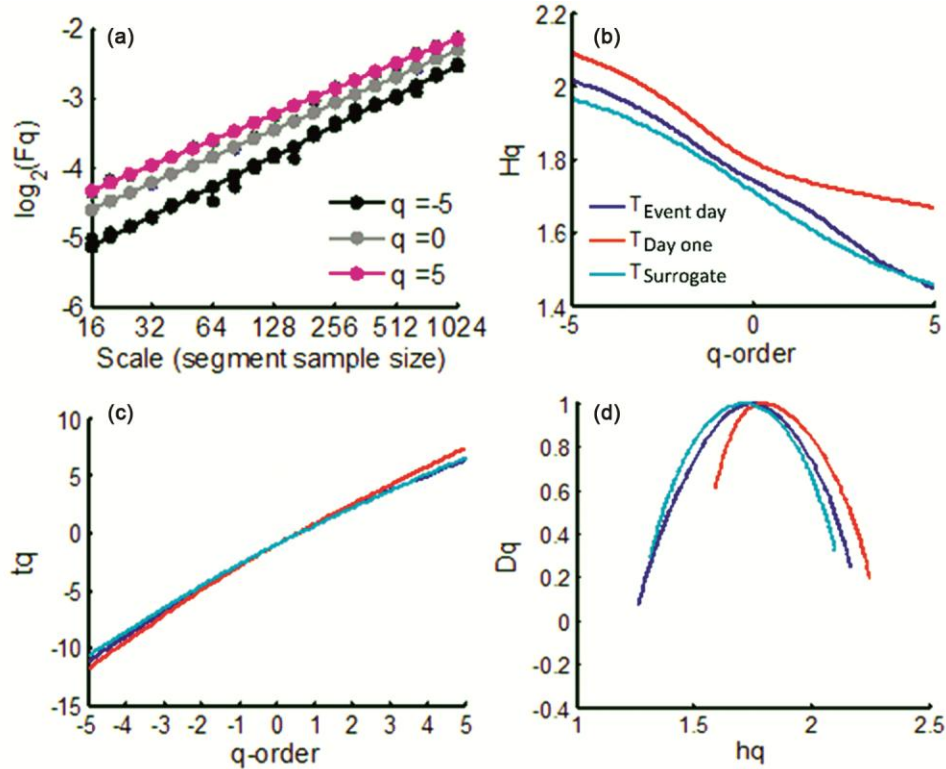 (a)
log2(Fq)
-2
-3
-4
-5
-6
16 32 64 128 256 512 1024
Scale (segment sample size)
q =-5
q =0
q =5
(b)
Hq
2.2
2
1.8
1.6
1.4
-5 0 5
q-order
T Event day
T Day one
T Surrogate
(c)
tq
10
5
0
-5
-10
-15
-5 -4 -3 -2 -1 0 1 2 3 4 5
q-order
(d)
Dq
1
0.8
0.6
0.4
0.2
0
-0.2
-0.4
1 1.5 2 2.5
hq